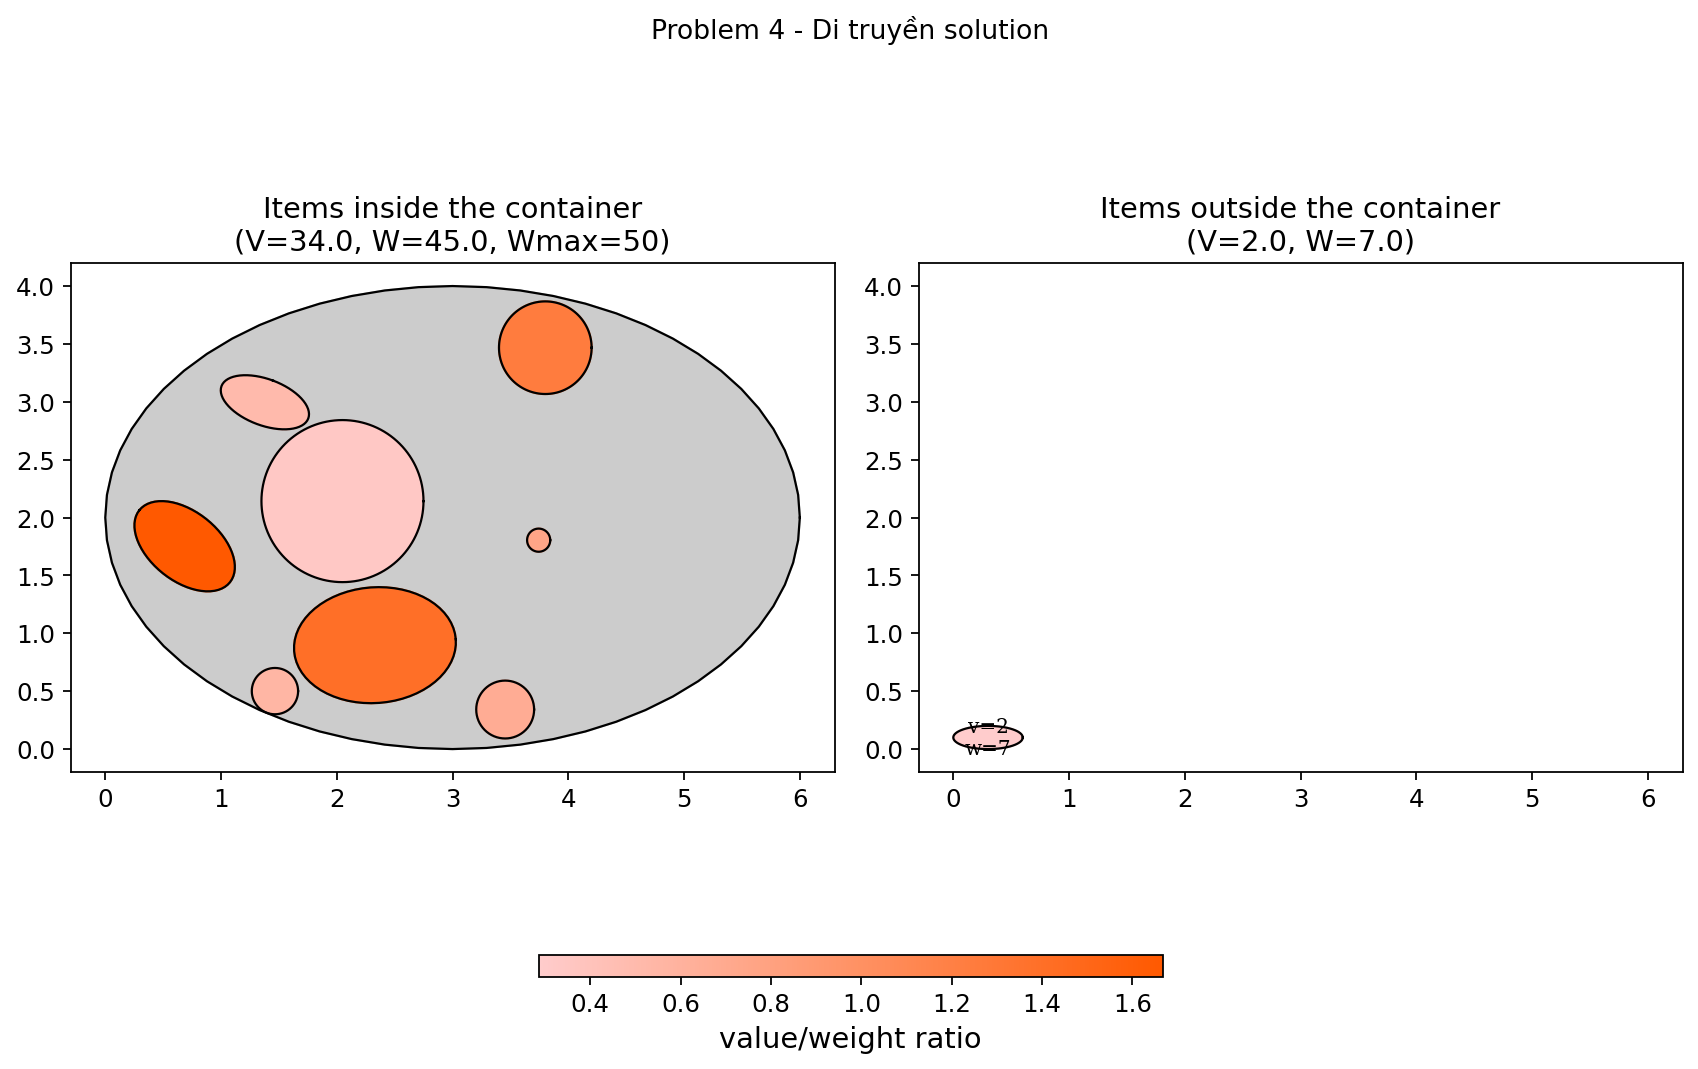 Problem 4 - Di truyền solution
Items inside the container
(V=34.0, W=45.0, Wmax=50)
4.0
3.5
3.0
2.5
2.0
1.5
1.0
0.5
0.0
0 1 2 3 4 5 6
Items outside the container
(V=2.0, W=7.0)
4.0
3.5
3.0
2.5
2.0
1.5
1.0
0.5
0.0
v=2
w=7
0 1 2 3 4 5 6
0.4 0.6 0.8 1.0 1.2 1.4 1.6
value/weight ratio